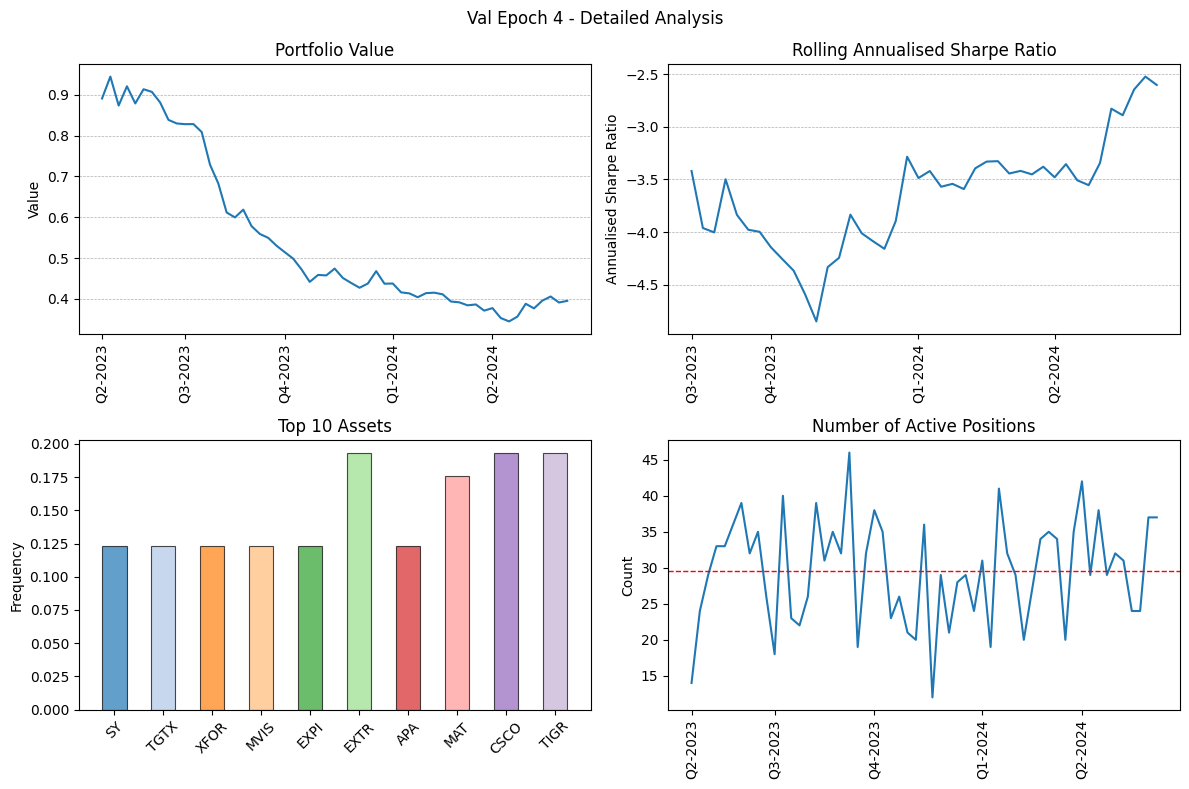 Val Epoch 4 - Detailed Analysis
Portfolio Value
Value
0.9
0.8
0.7
0.6
0.5
0.4
Q2-2023
Q3-2023
Q4-2023
Q1-2024
Q2-2024
Rolling Annualised Sharpe Ratio
Annualised Sharpe Ratio
−2.5
−3.0
−3.5
−4.0
−4.5
Q3-2023
Q4-2023
Q1-2024
Q2-2024
Top 10 Assets
Frequency
0.200
0.175
0.150
0.125
0.100
0.075
0.050
0.025
0.000
SY
TGTX
XFOR
MVIS
EXPI
EXTR
APA
MAT
CSCO
TIGR
Number of Active Positions
Count
45
40
35
30
25
20
15
Q2-2023
Q3-2023
Q4-2023
Q1-2024
Q2-2024